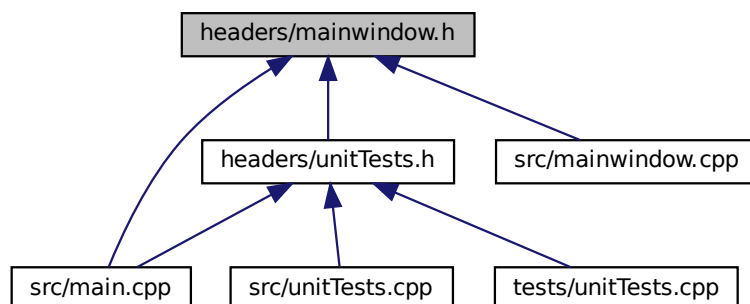 headers/mainwindow.h
headers/unitTests.h
src/mainwindow.cpp
src/main.cpp
src/unitTests.cpp
tests/unitTests.cpp